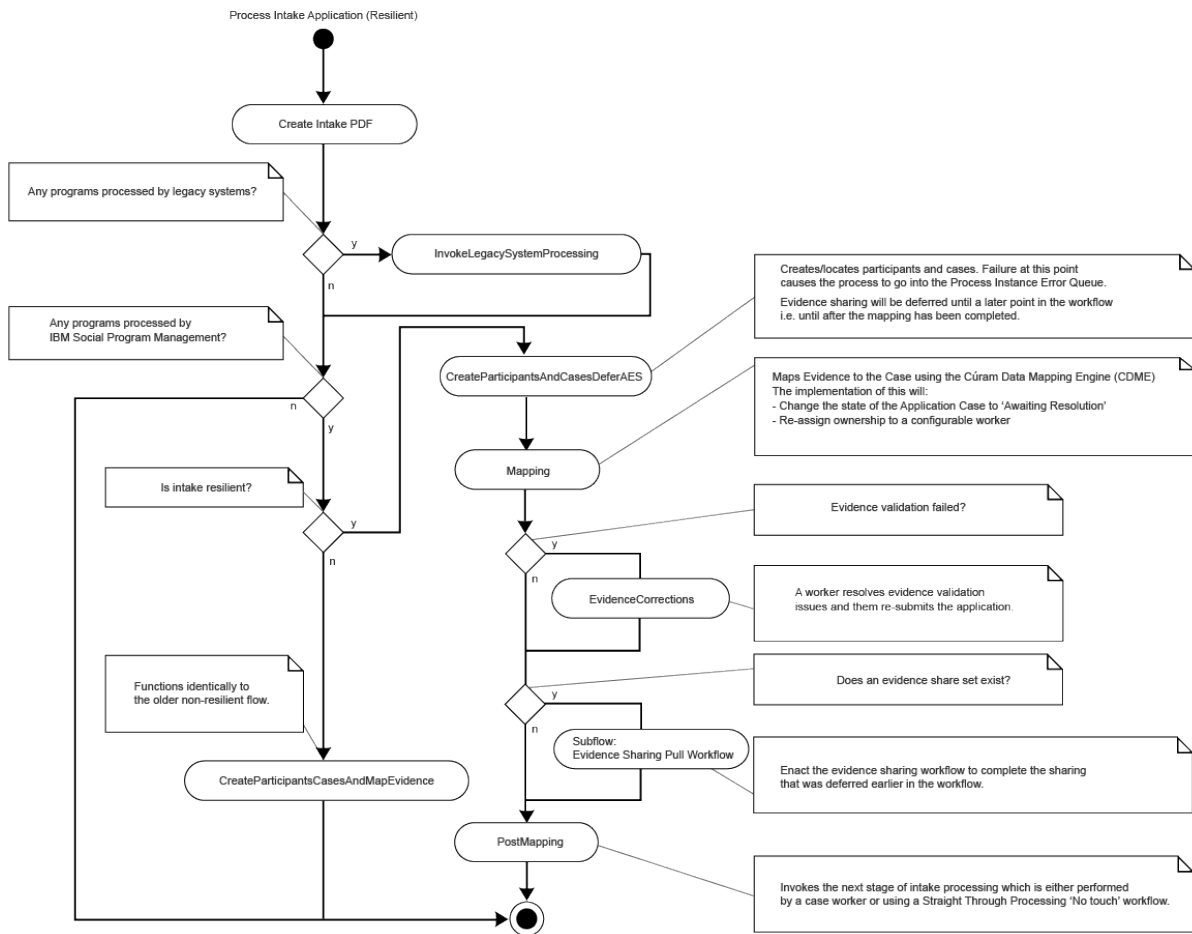 Process Intake Application (Resilient)
Create Intake PDF
Any programs processed by legacy systems?
y
InvokeLegacySystemProcessing
n
Creates/locates participants and cases. Failure at this point
causes the process to go into the Process Instance Error Queue.
Evidence sharing will be deferred until a later point in the workflow
i.e. until after the mapping has been completed.
Any programs processed by
IBM Social Program Management?
CreateParticipantsAndCasesDeferAES
n
y
Maps Evidence to the Case using the Cúram Data Mapping Engine (CDME)
The implementation of this will:
- Change the state of the Application Case to ‘Awaiting Resolution’
- Re-assign ownership to a configurable worker
Mapping
Is intake resilient?
y
n
Evidence validation failed?
y
n
EvidenceCorrections
A worker resolves evidence validation
issues and them re-submits the application.
Functions identically to
the older non-resilient flow.
Does an evidence share set exist?
y
n
Subflow:
Evidence Sharing Pull Workflow
CreateParticipantsCasesAndMapEvidence
Enact the evidence sharing workflow to complete the sharing
that was deferred earlier in the workflow.
PostMapping
Invokes the next stage of intake processing which is either performed
by a case worker or using a Straight Through Processing ‘No touch’ workflow.